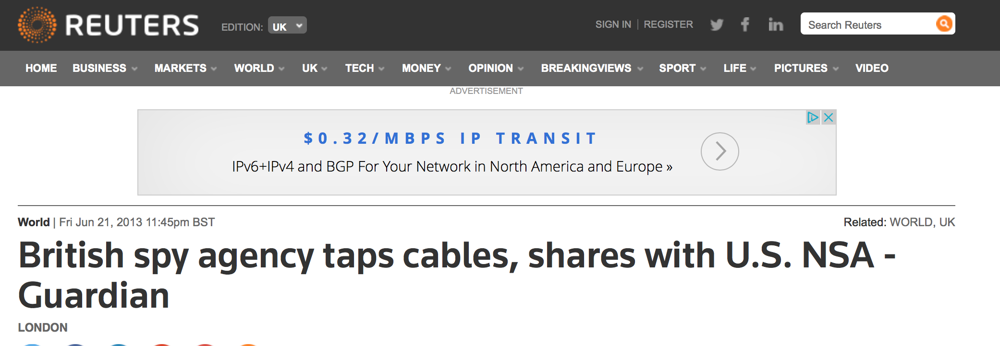 REUTERS EDITION: UK SIGN IN | REGISTER Search Reuters
HOME BUSINESS MARKETS WORLD UK TECH MONEY OPINION BREAKINGVIEWS SPORT LIFE PICTURES VIDEO
ADVERTISEMENT
$0.32/MBPS IP TRANSIT
IPv6+IPv4 and BGP For Your Network in North America and Europe »
World | Fri Jun 21, 2013 11:45pm BST Related: WORLD, UK
British spy agency taps cables, shares with U.S. NSA -
Guardian
LONDON